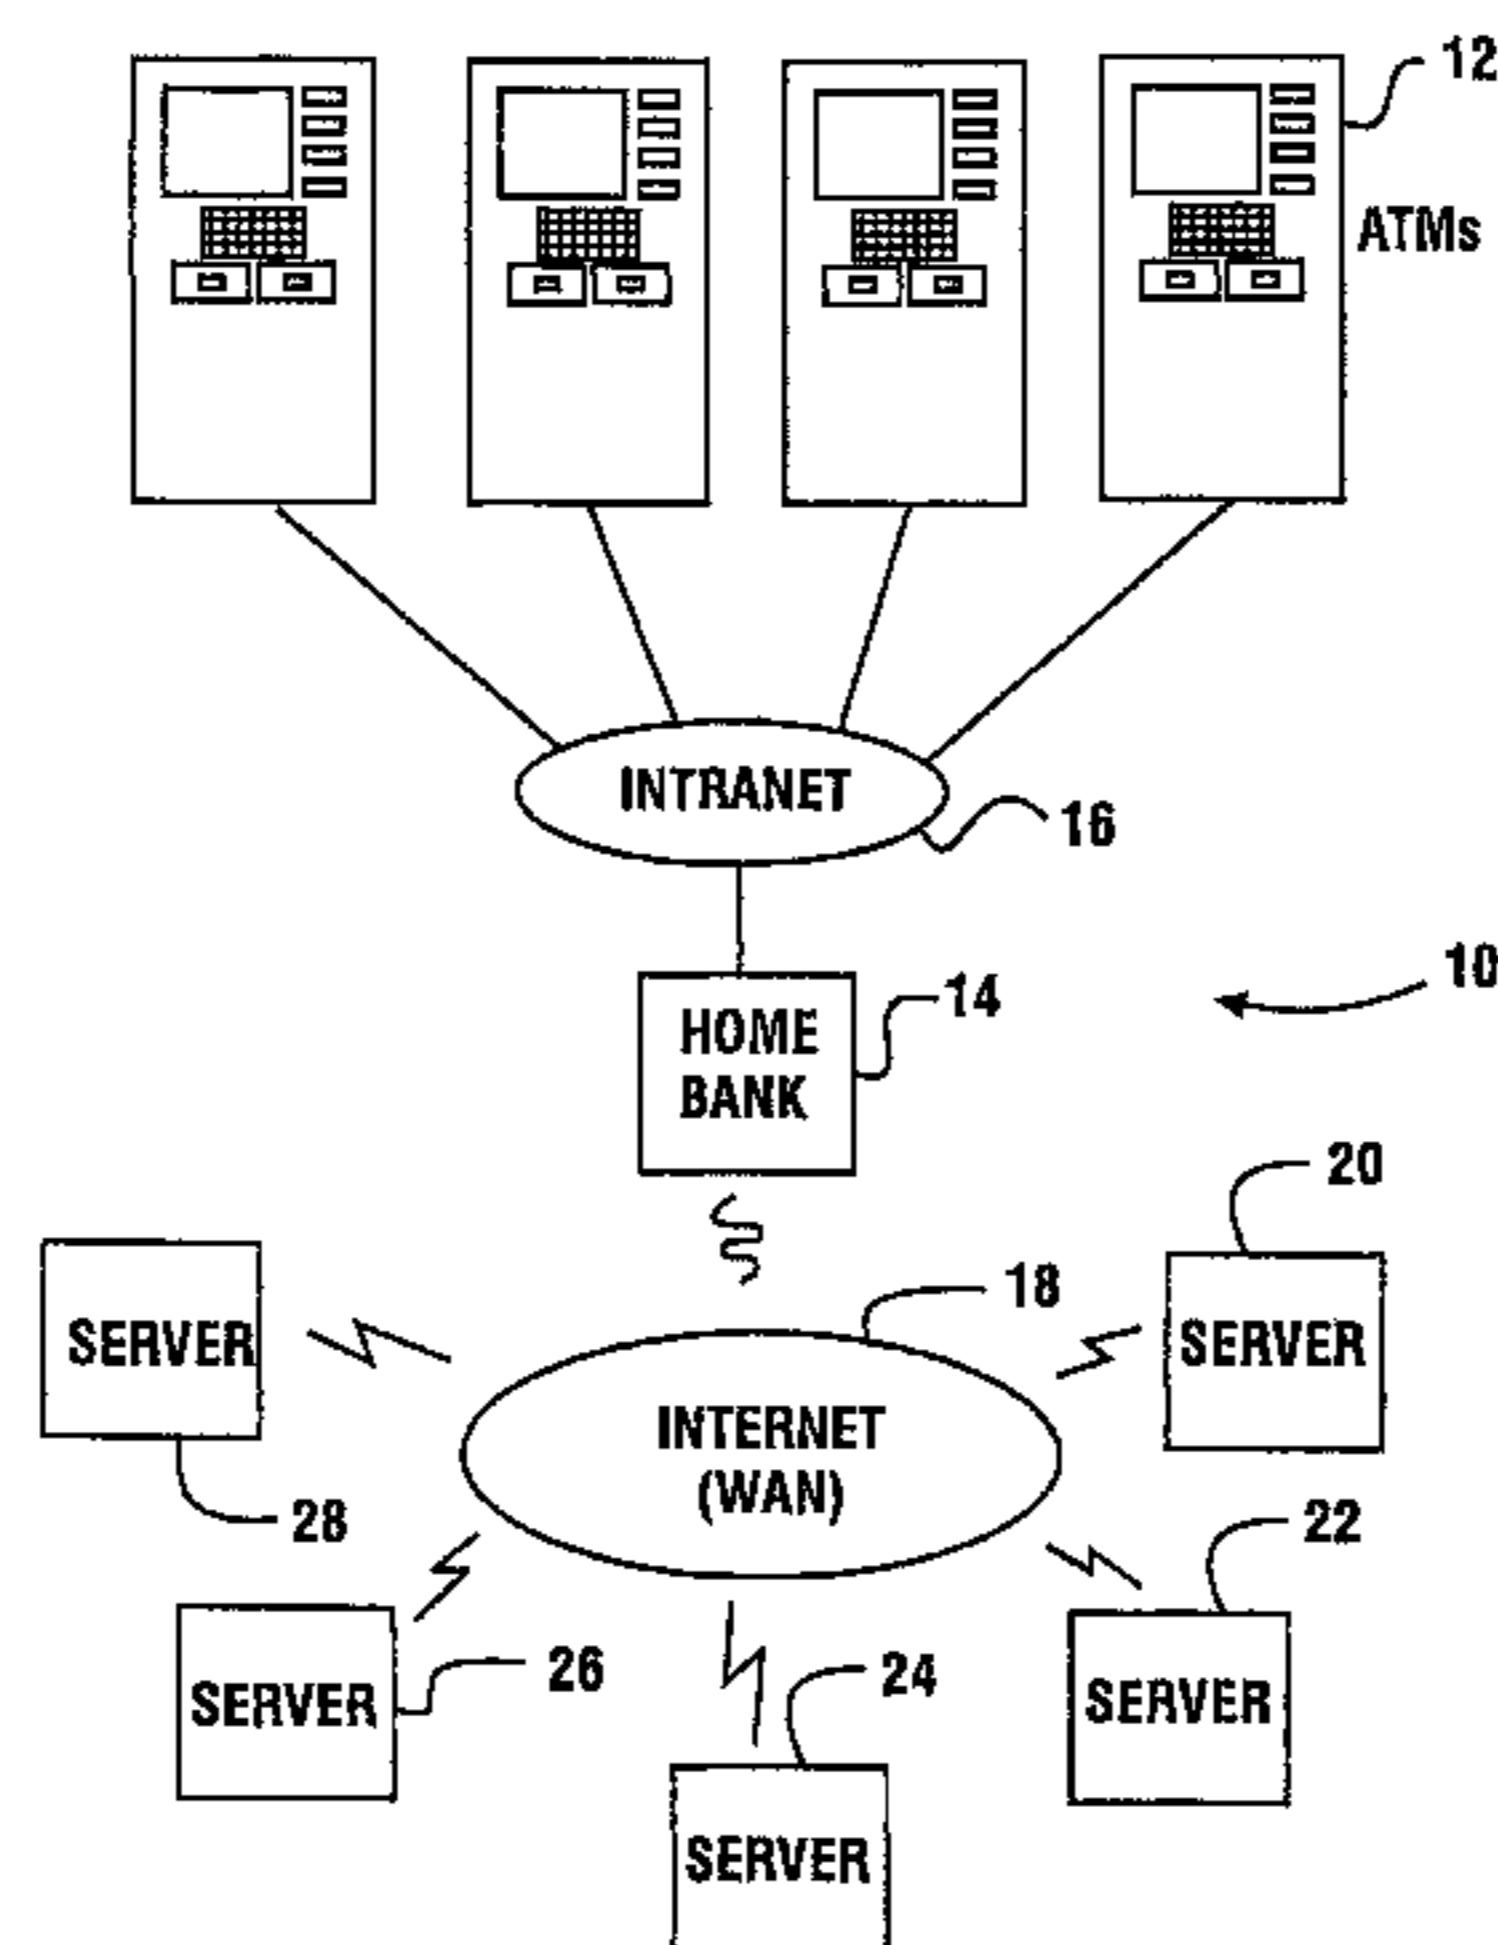 12
ATMs
INTRANET
16
10
14
HOME
BANK
20
18
SERVER
SERVER
INTERNET
(WAN)
28
22
26
24
SERVER
SERVER
SERVER